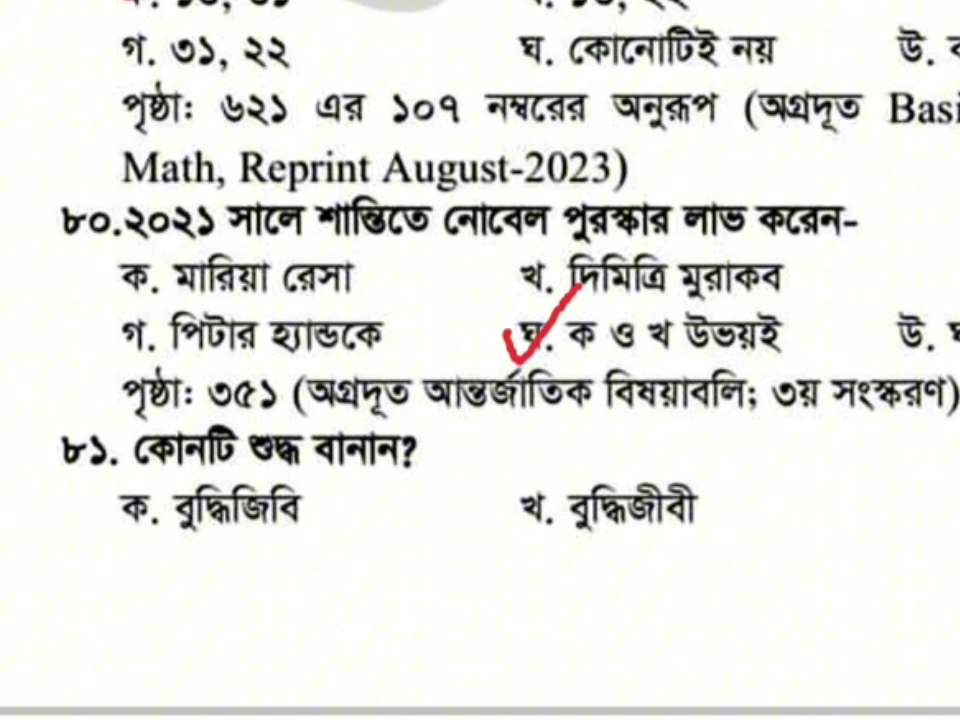 গ. ৩১, ২২ ঘ. কোনোটিই নয় উ.
পৃষ্ঠা: ৬২১ এর ১০৭ নম্বরের অনুরূপ (অগ্রদূত Basi
Math, Reprint August-2023)
৮০.২০২১ সালে শান্তিতে নোবেল পুরস্কার লাভ করেন-
ক. মারিয়া রেসা খ. দিমিত্রি মুরাকব
গ. পিটার হ্যান্ডকে ঘ. ক ও খ উভয়ই উ.
পৃষ্ঠা: ৩৫১ (অগ্রদূত আন্তর্জাতিক বিষয়াবলি; ৩য় সংস্করণ)
৮১. কোনটি শুদ্ধ বানান?
ক. বুদ্ধিজিবি খ. বুদ্ধিজীবী